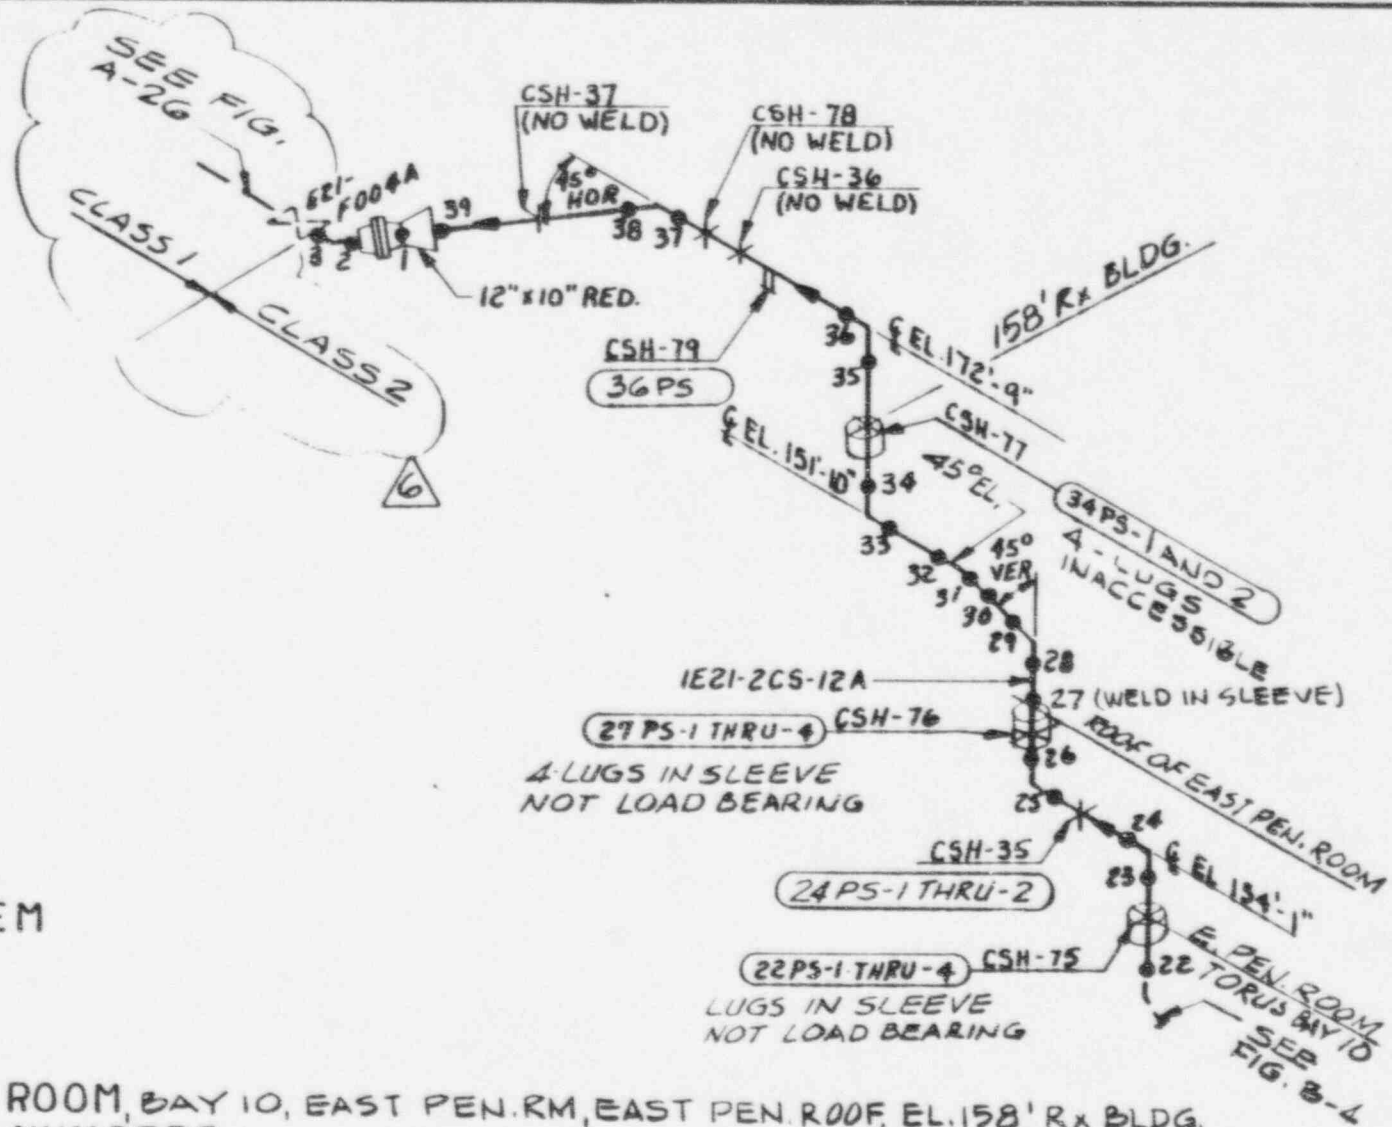 SEE FIG.
A-26
CSH-37
(NO WELD)
CSH-78
(NO WELD)
CSH-36
(NO WELD)
45°
HOR
E21-
F004A
39
38
37
3
2
1
CLASS 1
CLASS 2
12"x10" RED.
158' Rx BLDG.
36
CSH-79
36 PS
35
℄ EL. 172'-9"
CSH-77
℄ EL. 151'-10"
45° EL.
34
6
34PS-1 AND 2
4-LUGS
INACCESSIBLE
33
32
45°
VER
31
30
29
28
1E21-2CS-12A
27 (WELD IN SLEEVE)
27 PS-1 THRU-4
CSH-76
ROOF OF EAST PEN. ROOM
26
4 LUGS IN SLEEVE
NOT LOAD BEARING
25
24
CSH-35
24 PS-1 THRU-2
23
℄ EL 134'-1"
22PS-1 THRU-4
CSH-75
22
E. PEN. ROOM
TORUS BAY 10
LUGS IN SLEEVE
NOT LOAD BEARING
SEE
FIG. B-4
EM
ROOM, BAY 10, EAST PEN. RM, EAST PEN. ROOF, EL. 158' Rx BLDG.